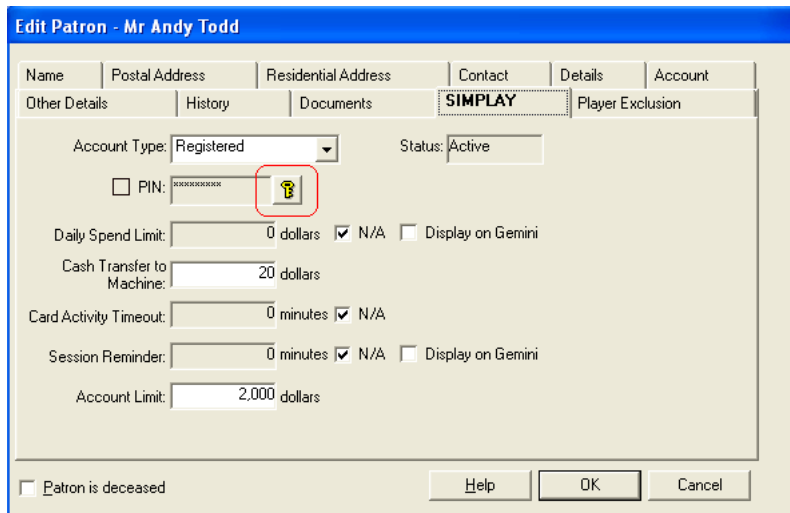 Edit Patron - Mr Andy Todd
Name Postal Address Residential Address Contact Details Account
Other Details History Documents SIMPLAY Player Exclusion
Account Type: Registered Status: Active
PIN: *********
Daily Spend Limit: 0 dollars N/A Display on Gemini
Cash Transfer to
Machine: 20 dollars
Card Activity Timeout: 0 minutes N/A
Session Reminder: 0 minutes N/A Display on Gemini
Account Limit: 2,000 dollars
Patron is deceased Help OK Cancel